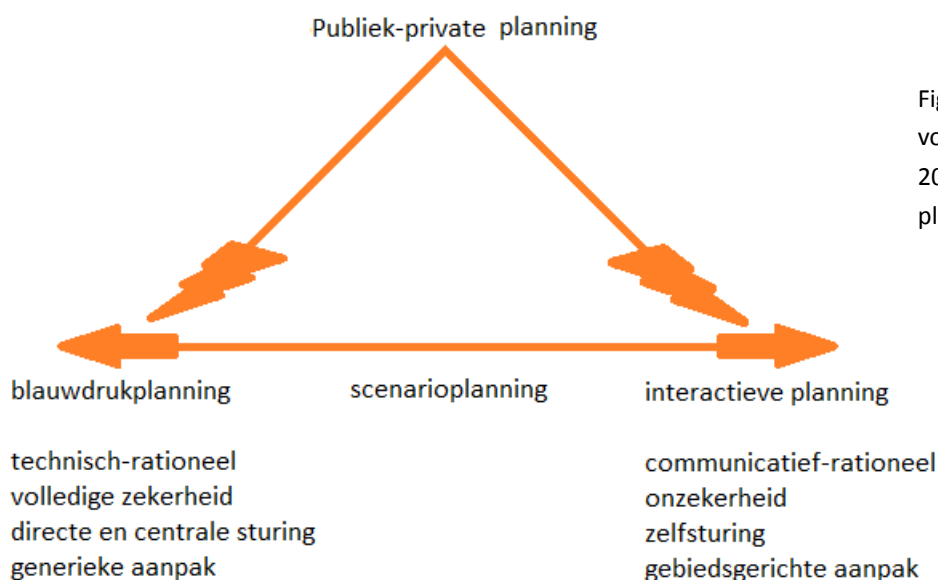 Publiek-private planning
blauwdrukplanning
scenarioplanning
interactieve planning
technisch-rationeel
volledige zekerheid
directe en centrale sturing
generieke aanpak
communicatief-rationeel
onzekerheid
zelfsturing
gebiedsgerichte aanpak